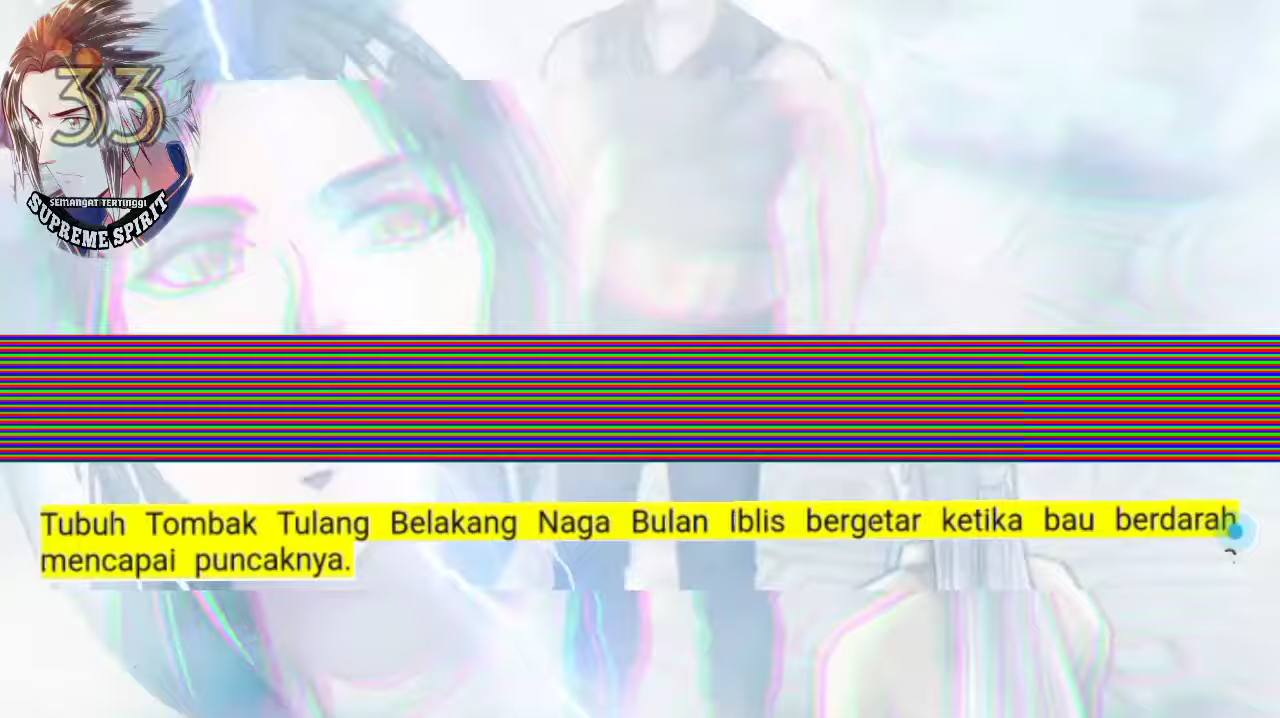 33
SEMANGAT TERTINGGI
SUPREME SPIRIT
Tubuh Tombak Tulang Belakang Naga Bulan Iblis bergetar ketika bau berdarah
mencapai puncaknya.